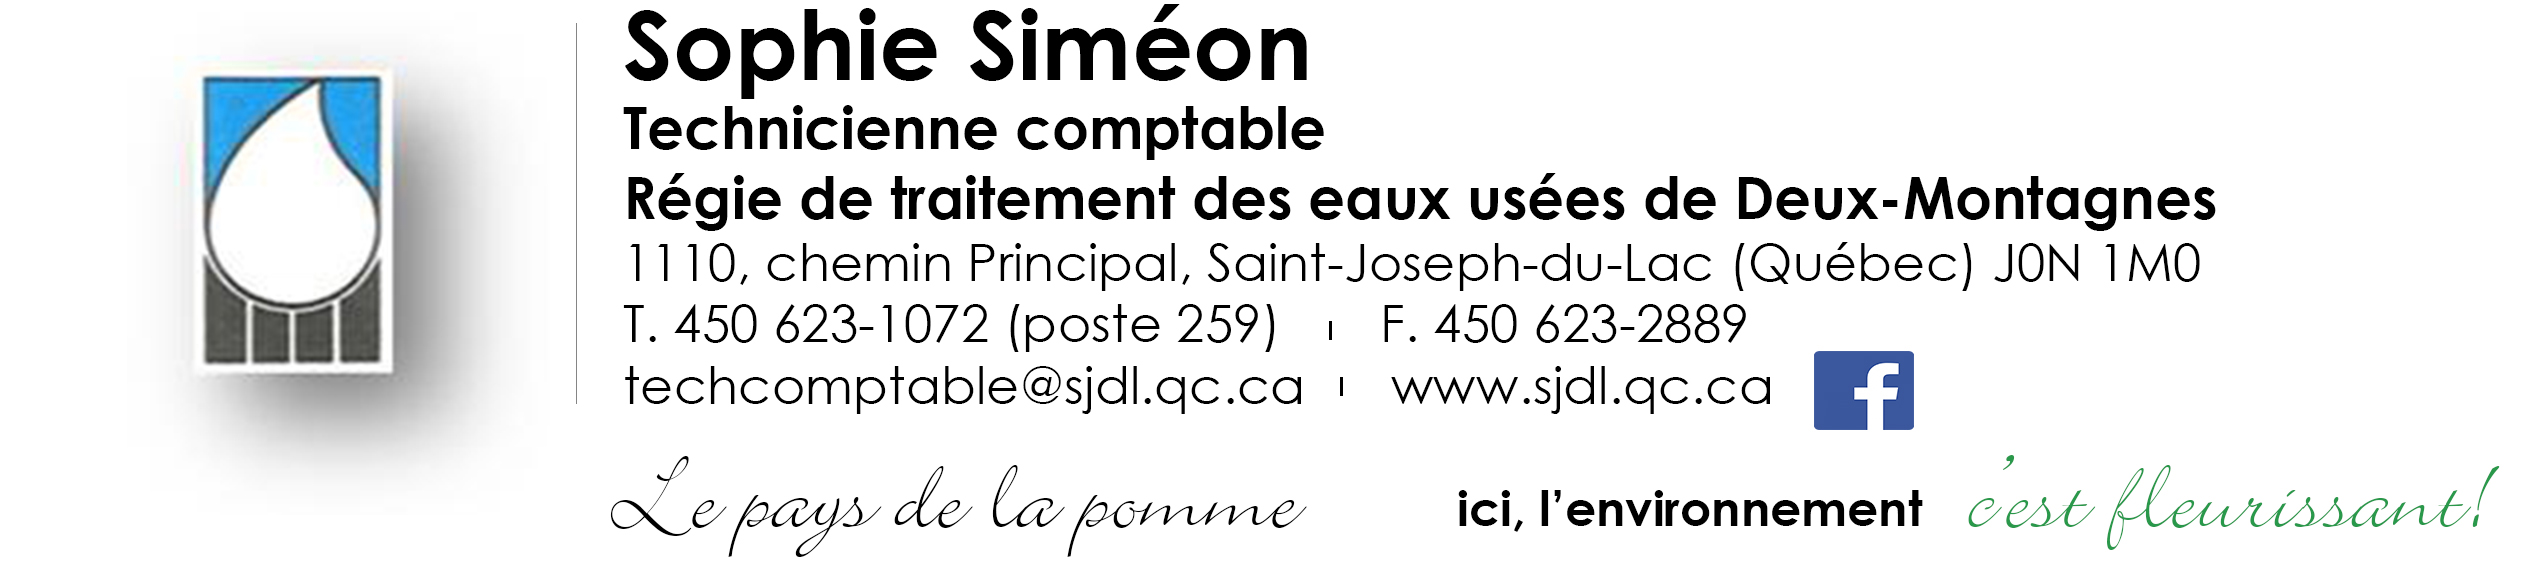 Sophie Siméon
Technicienne comptable
Régie de traitement des eaux usées de Deux-Montagnes
1110, chemin Principal, Saint-Joseph-du-Lac (Québec) J0N 1M0
T. 450 623-1072 (poste 259) | F. 450 623-2889
techcomptable@sjdl.qc.ca | www.sjdl.qc.ca f
Le pays de la pomme ici, l'environnement c'est fleurissant!